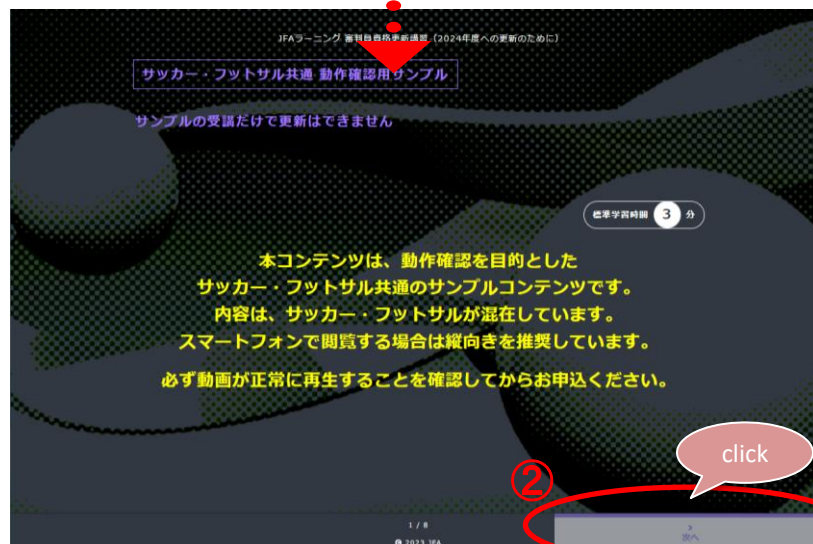 JFAラーニング 審判員資格更新講習（2024年度への更新のために）
サッカー・フットサル共通 動作確認用サンプル
サンプルの受講だけで更新はできません
標準学習時間 3 分
本コンテンツは、動作確認を目的とした
サッカー・フットサル共通のサンプルコンテンツです。
内容は、サッカー・フットサルが混在しています。
スマートフォンで閲覧する場合は縦向きを推奨しています。
必ず動画が正常に再生することを確認してからお申込ください。
click
②
1 / 8
次へ
© 2023 JFA